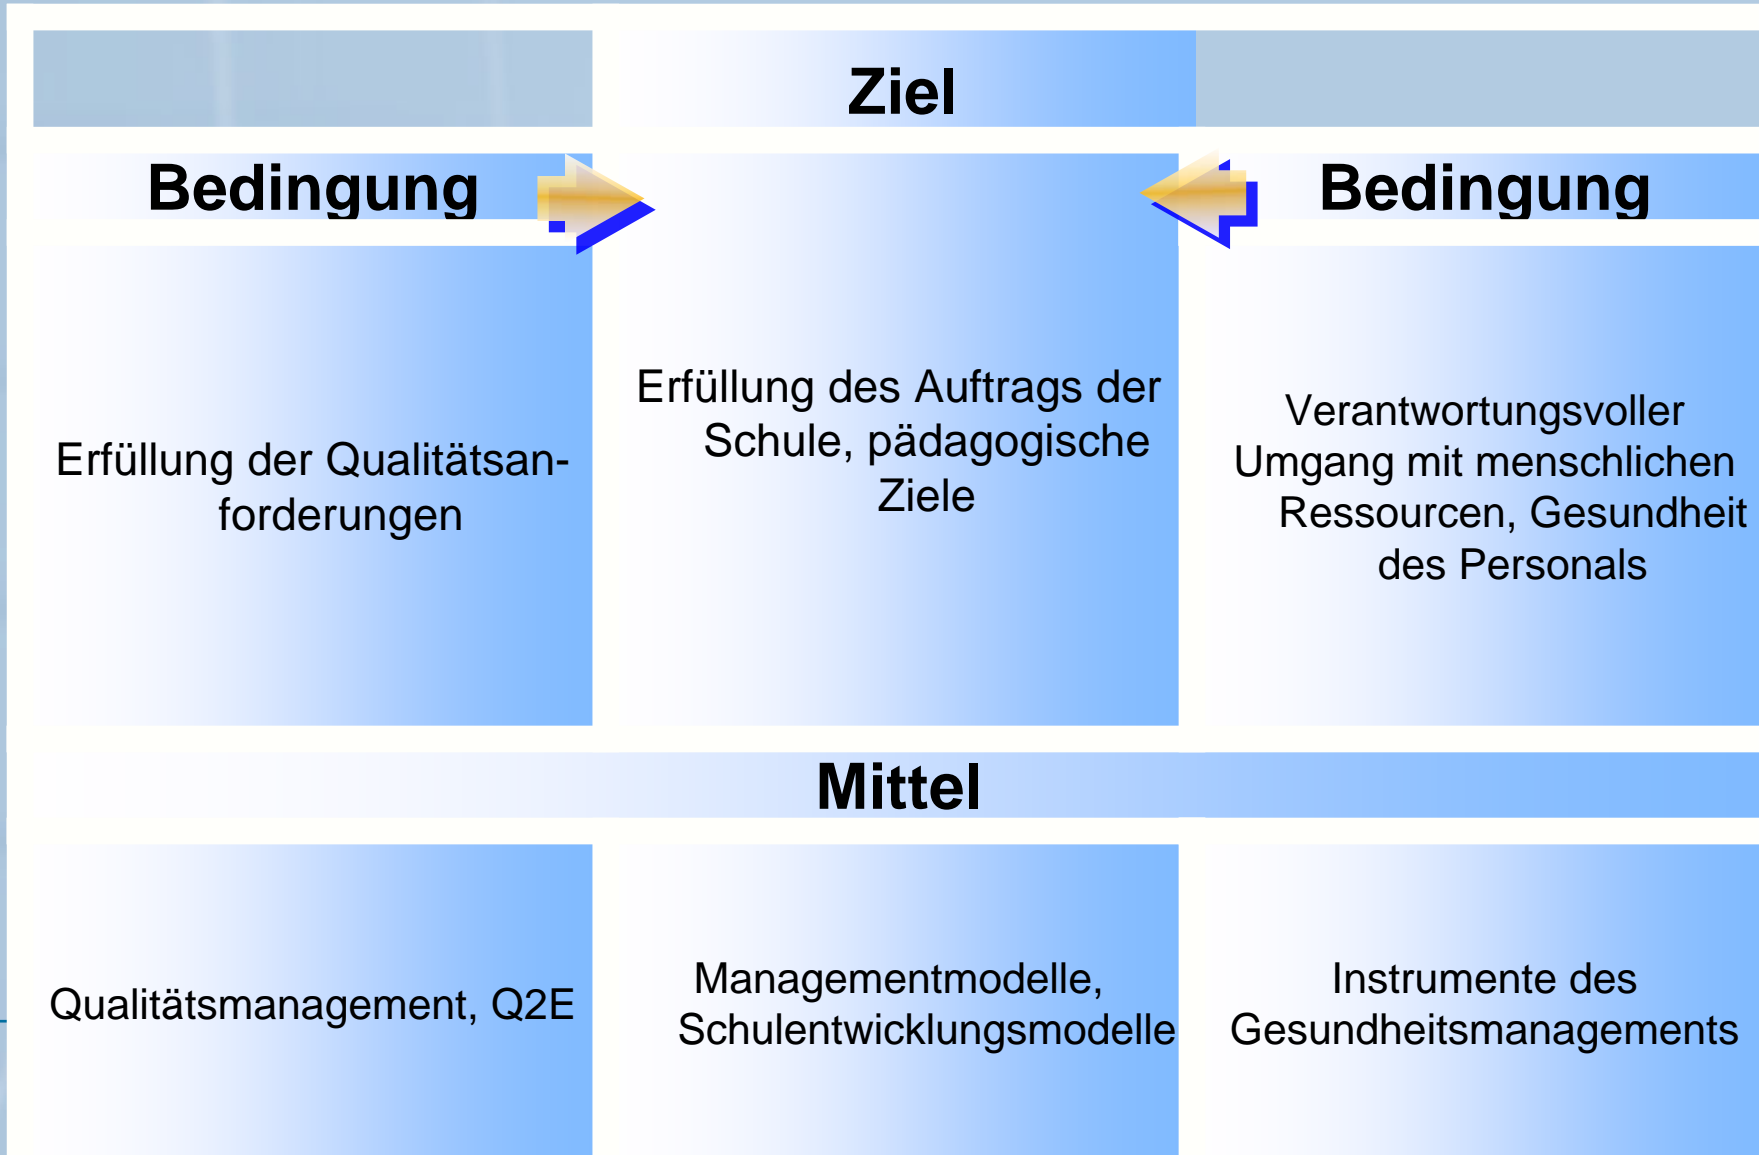 Ziel
Bedingung
Bedingung
Erfüllung der Qualitätsan-
forderungen
Erfüllung des Auftrags der
Schule, pädagogische
Ziele
Verantwortungsvoller
Umgang mit menschlichen
Ressourcen, Gesundheit
des Personals
Mittel
Qualitätsmanagement, Q2E
Managementmodelle,
Schulentwicklungsmodelle
Instrumente des
Gesundheitsmanagements